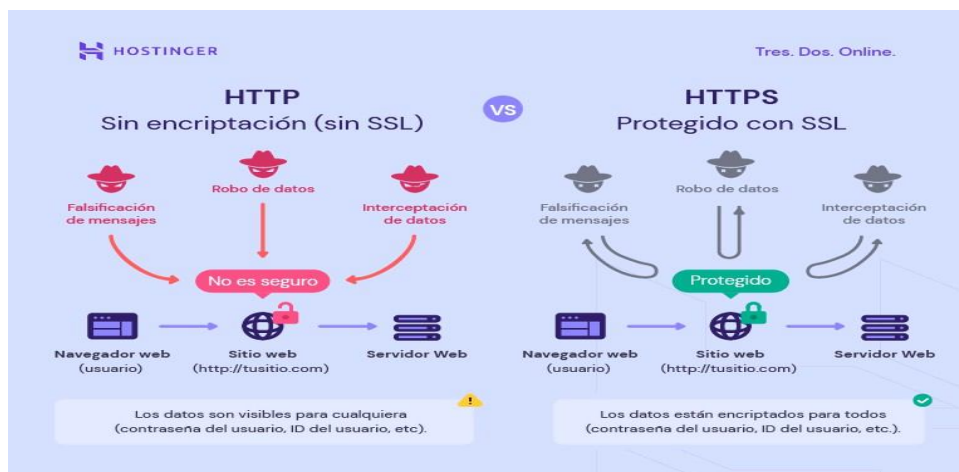 HOSTINGER
Tres. Dos. Online.
HTTP
Sin encriptación (sin SSL)
VS
HTTPS
Protegido con SSL
Falsificación
de mensajes
Robo de datos
Interceptación
de datos
No es seguro
Navegador web
(usuario)
Sitio web
(http://tusitio.com)
Servidor Web
Los datos son visibles para cualquiera
(contraseña del usuario, ID del usuario, etc).
Falsificación
de mensajes
Robo de datos
Interceptación
de datos
Protegido
Navegador web
(usuario)
Sitio web
(http://tusitio.com)
Servidor Web
Los datos están encriptados para todos
(contraseña del usuario, ID del usuario, etc.).